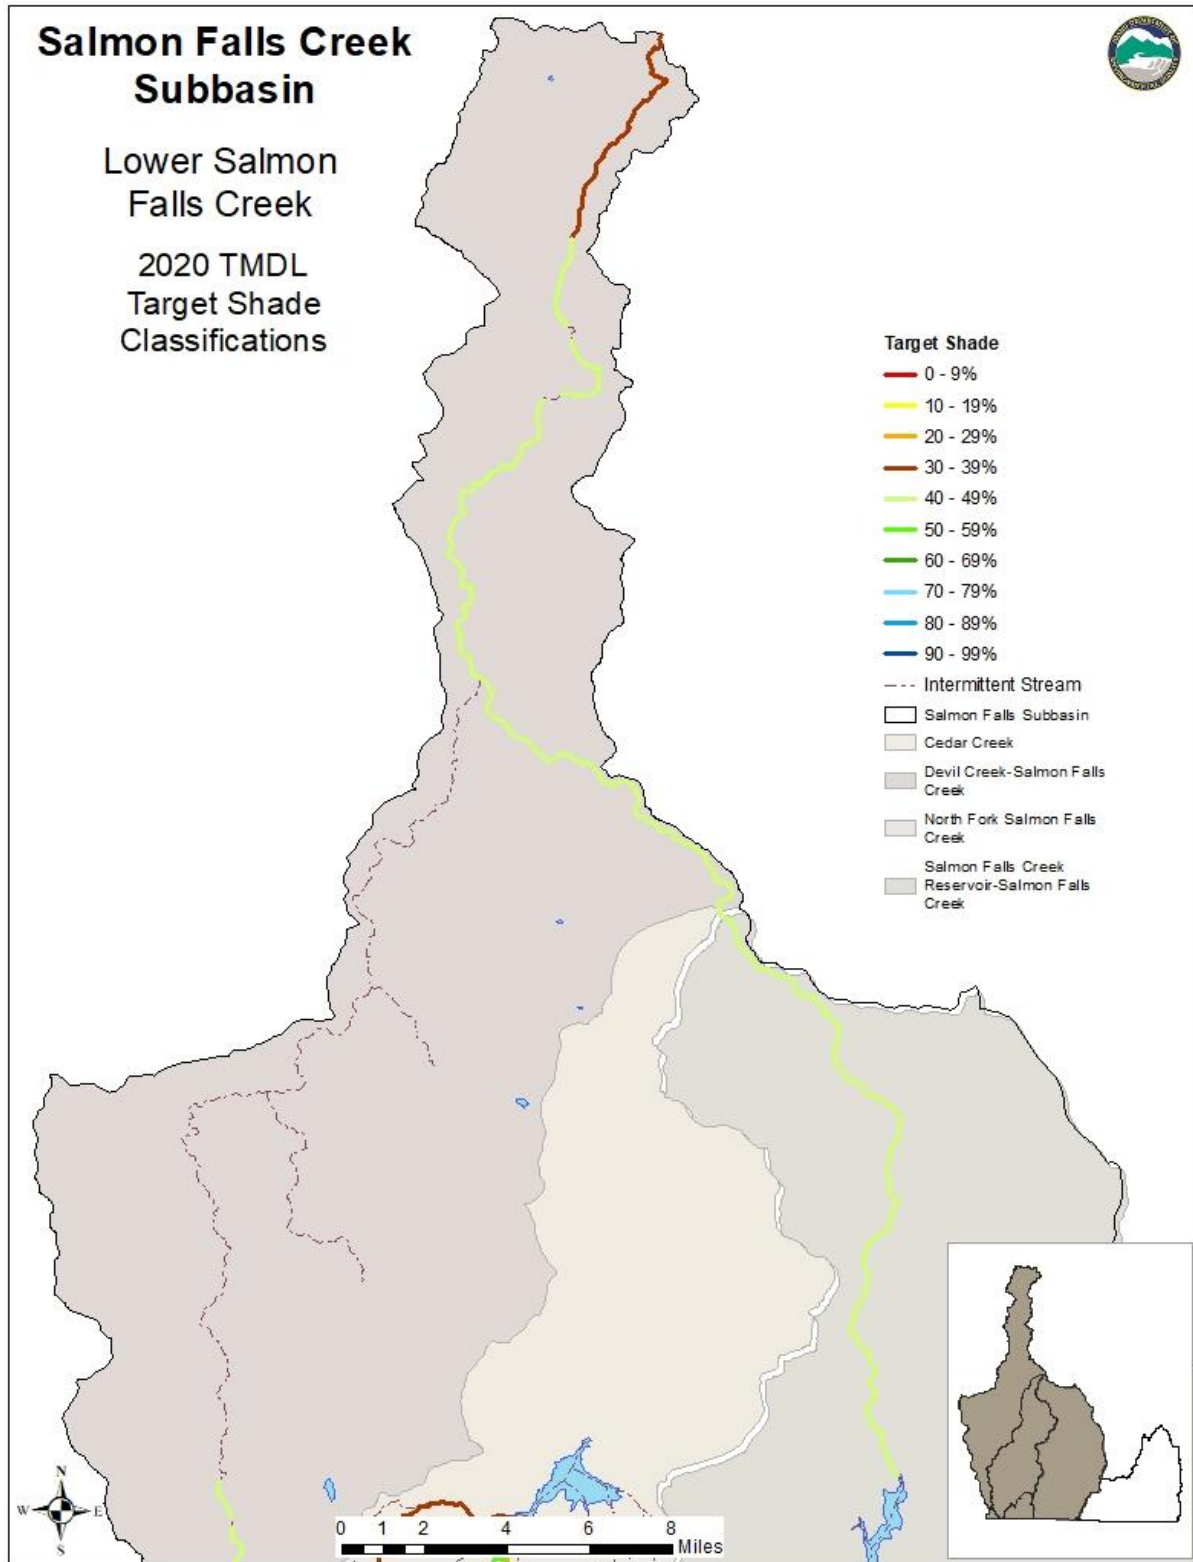 Salmon Falls Creek
Subbasin
Lower Salmon
Falls Creek
2020 TMDL
Target Shade
Classifications
Target Shade
0 - 9%
10 - 19%
20 - 29%
30 - 39%
40 - 49%
50 - 59%
60 - 69%
70 - 79%
80 - 89%
90 - 99%
Intermittent Stream
Salmon Falls Subbasin
Cedar Creek
Devil Creek-Salmon Falls
Creek
North Fork Salmon Falls
Creek
Salmon Falls Creek
Reservoir-Salmon Falls
Creek
N
W E
S
0 1 2 4 6 8
Miles